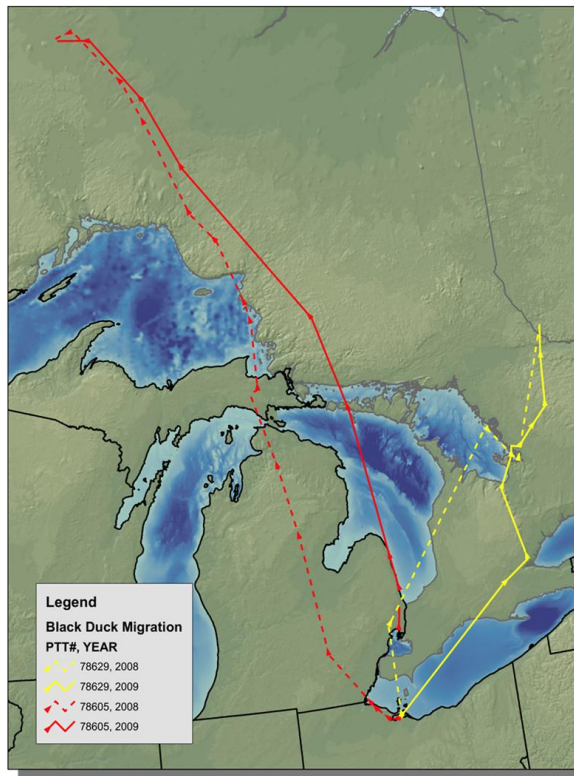 Legend
Black Duck Migration
PTT#, YEAR
78629, 2008
78629, 2009
78605, 2008
78605, 2009